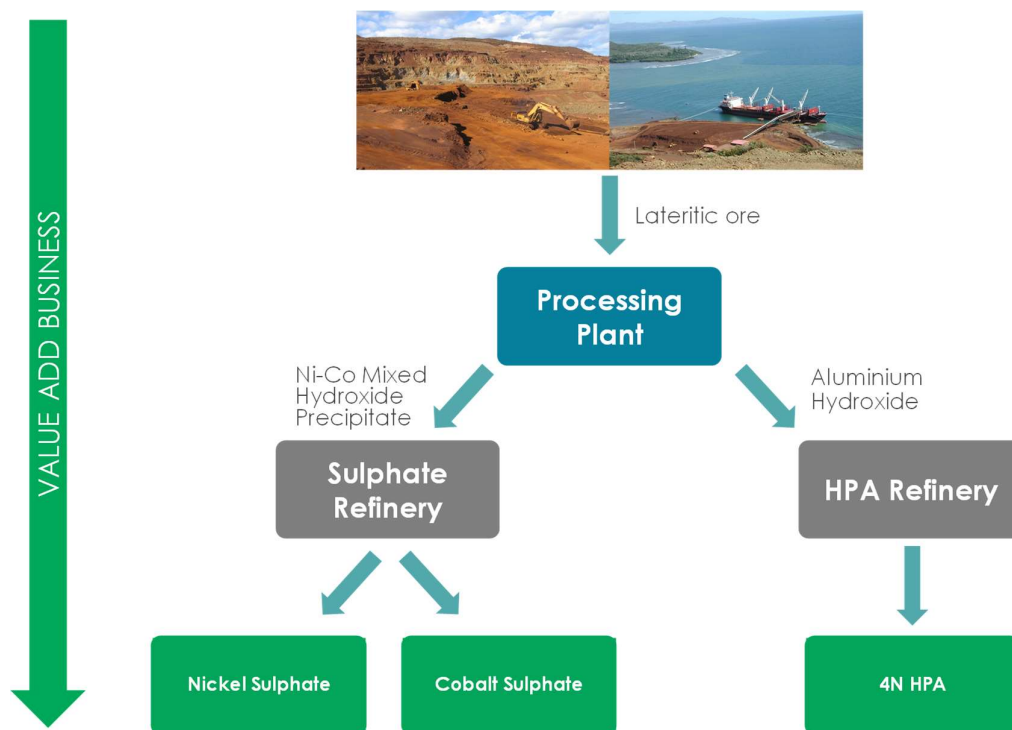 VALUE ADD BUSINESS
Lateritic ore
Processing
Plant
Ni-Co Mixed
Hydroxide
Precipitate
Aluminium
Hydroxide
Sulphate
Refinery
HPA Refinery
Nickel Sulphate
Cobalt Sulphate
4N HPA